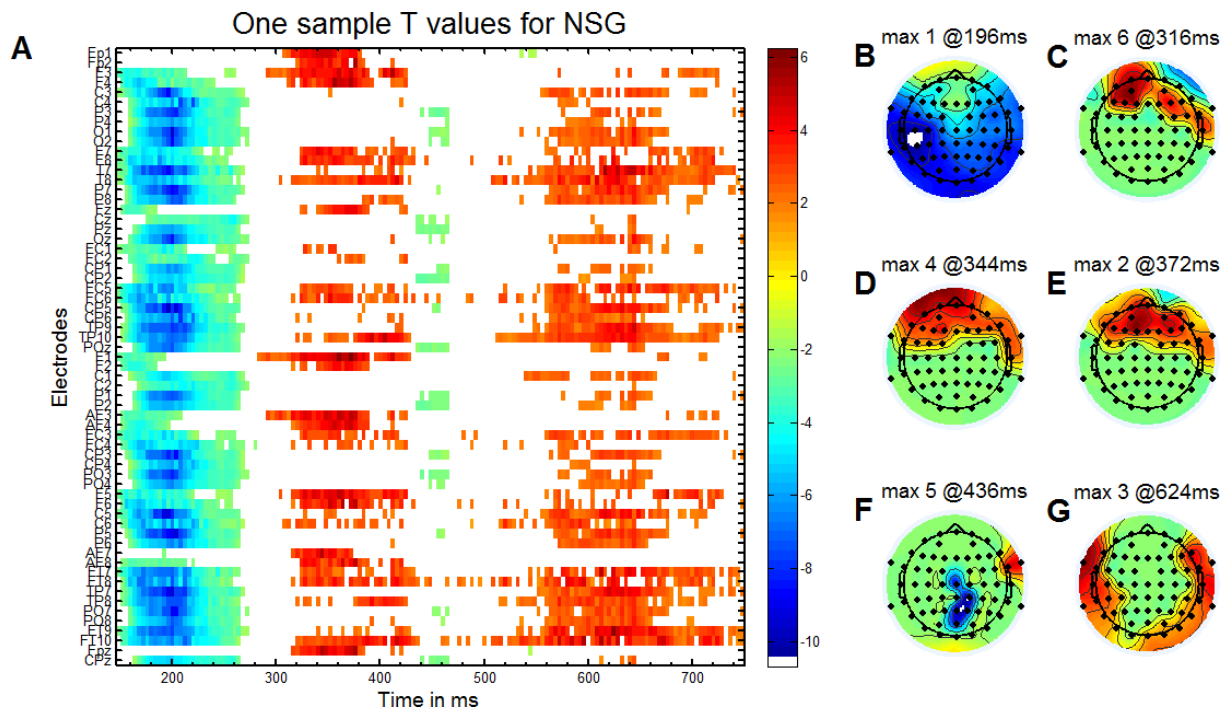 One sample T values for NSG
A
Electrodes
Fp1
Fp2
F3
F4
C3
C4
P3
P4
O1
O2
F7
F8
T7
T8
P7
P8
Fz
Cz
Pz
Oz
FC1
FC2
CP1
CP2
FC5
FC6
CP5
CP6
TP9
TP10
POz
F1
F2
C1
C2
P1
P2
AF3
AF4
FC3
FC4
CP3
CP4
PO3
PO4
F5
F6
C5
C6
P5
P6
AF7
AF8
FT7
FT8
TP7
TP8
PO7
PO8
FT9
FT10
Fpz
CPz
200 300 400 500 600 700
Time in ms
6
4
2
0
-2
-4
-6
-8
-10
B max 1 @196ms
C max 6 @316ms
D max 4 @344ms
E max 2 @372ms
F max 5 @436ms
G max 3 @624ms